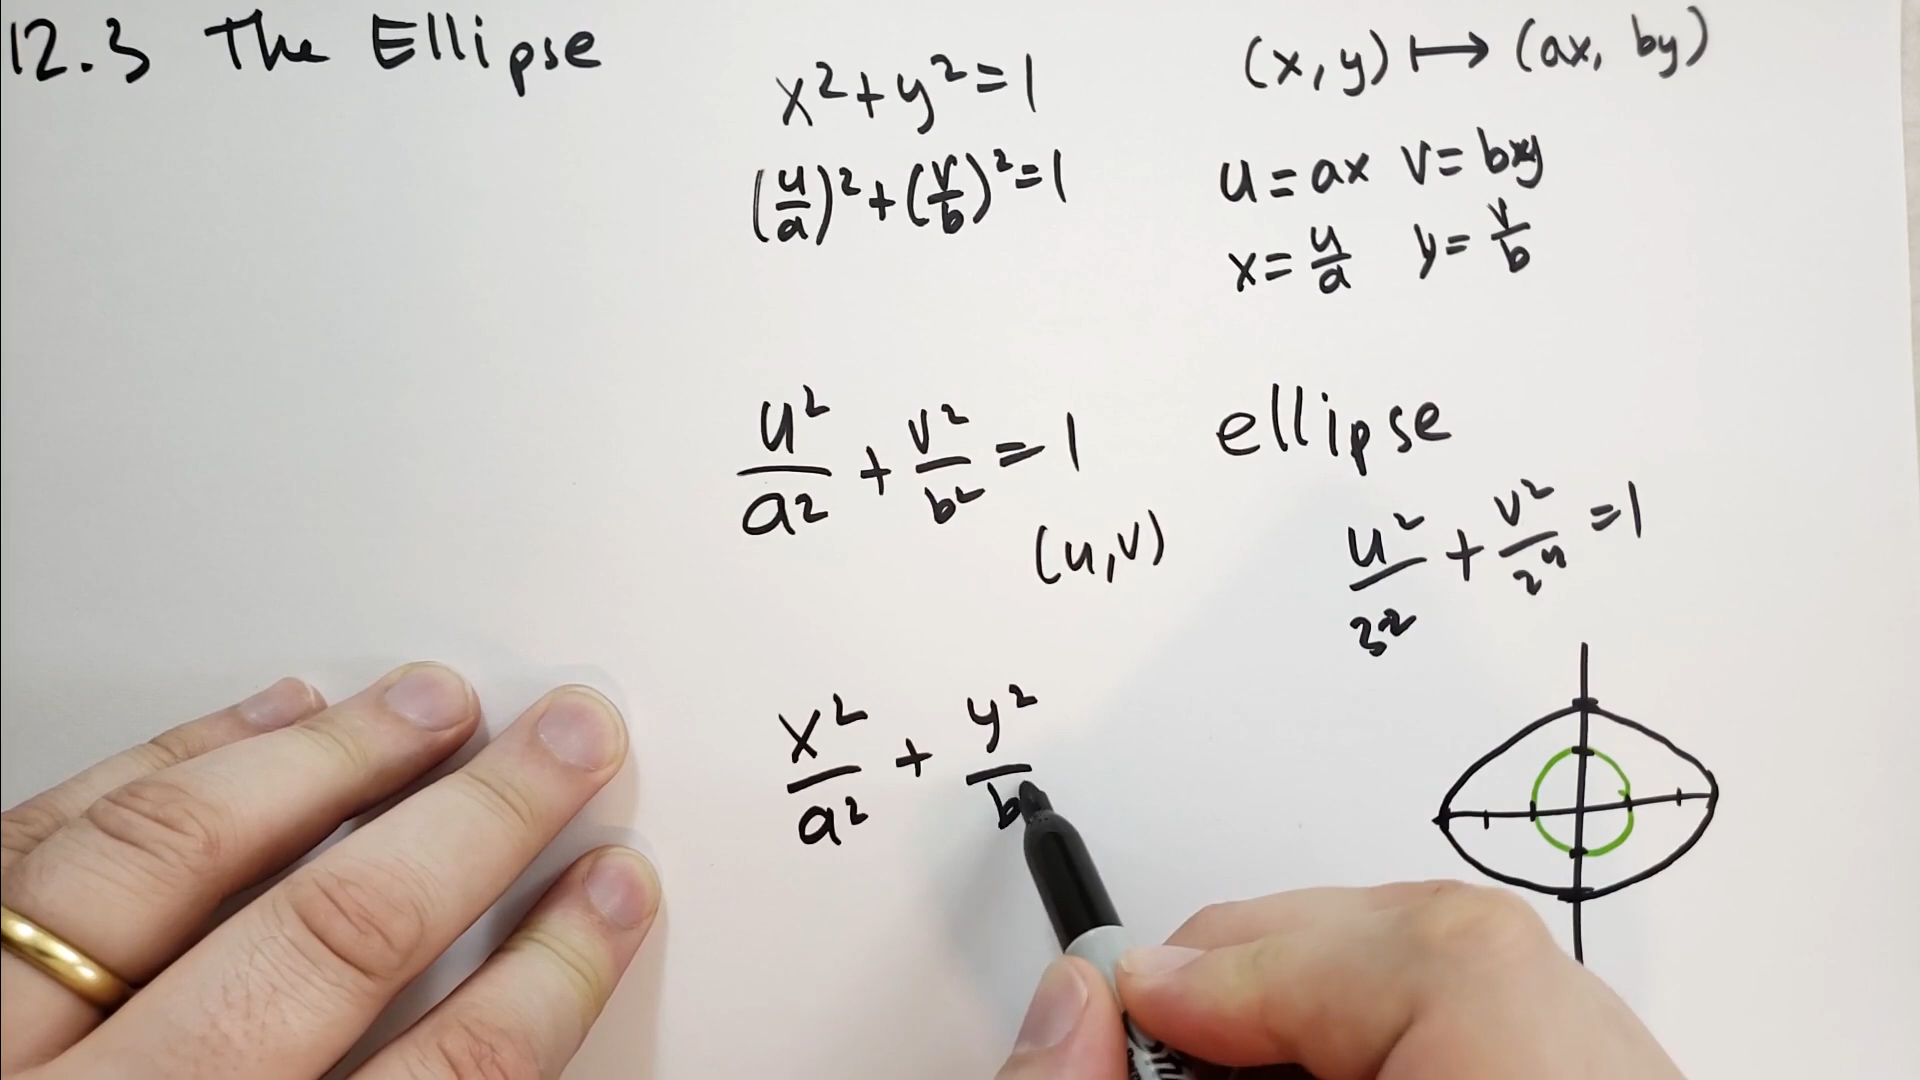 12.3 The Ellipse
x²+y²=1
(x,y) ↦ (ax, by)
(u/a)²+(v/b)²=1
u=ax v=by
x=u/a y=v/b
u²/a² + v²/b² = 1
ellipse
(u,v)
u²/3² + v²/2² = 1
x²/a² + y²/b